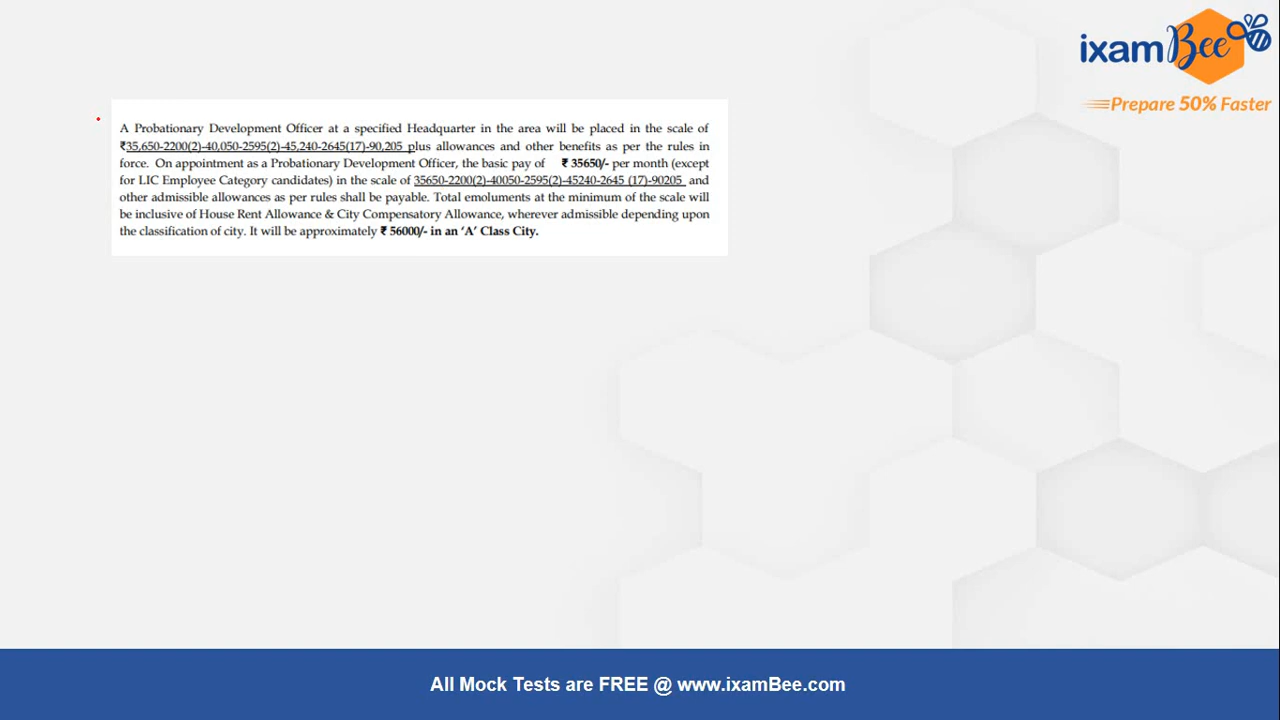 ixamBee
Prepare 50% Faster
A Probationary Development Officer at a specified Headquarter in the area will be placed in the scale of
₹35,650-2200(2)-40,050-2595(2)-45,240-2645(17)-90,205 plus allowances and other benefits as per the rules in
force. On appointment as a Probationary Development Officer, the basic pay of ₹ 35650/- per month (except
for LIC Employee Category candidates) in the scale of 35650-2200(2)-40050-2595(2)-45240-2645 (17)-90205 and
other admissible allowances as per rules shall be payable. Total emoluments at the minimum of the scale will
be inclusive of House Rent Allowance & City Compensatory Allowance, wherever admissible depending upon
the classification of city. It will be approximately ₹ 56000/- in an ‘A’ Class City.
All Mock Tests are FREE @ www.ixamBee.com